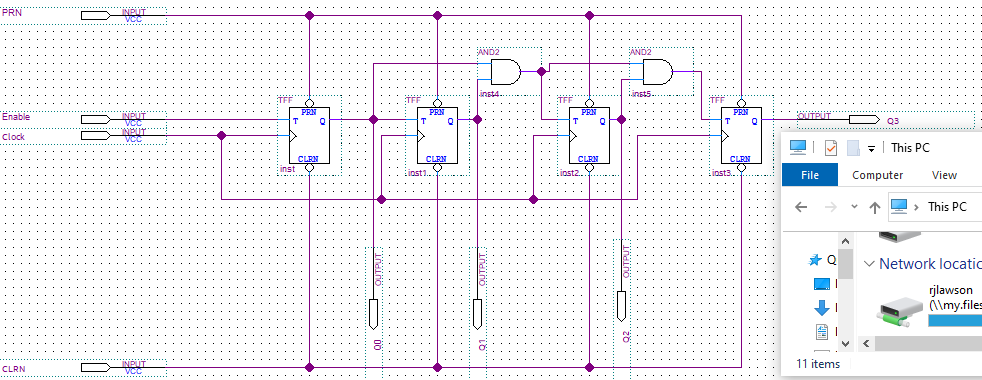 PRN
INPUT
VCC
AND2
AND2
inst4
inst5
TFF
TFF
TFF
TFF
PRN
PRN
PRN
PRN
Enable
INPUT
VCC
T Q
T Q
T Q
T Q
OUTPUT
Q3
Clock
INPUT
VCC
CLRN
CLRN
CLRN
CLRN
inst
inst1
inst2
inst3
OUTPUT
Q0
OUTPUT
Q1
OUTPUT
Q2
CLRN
INPUT
VCC
This PC
File Computer View
This PC
Q
Network locatio
rjlawson
(\\my.files
11 items